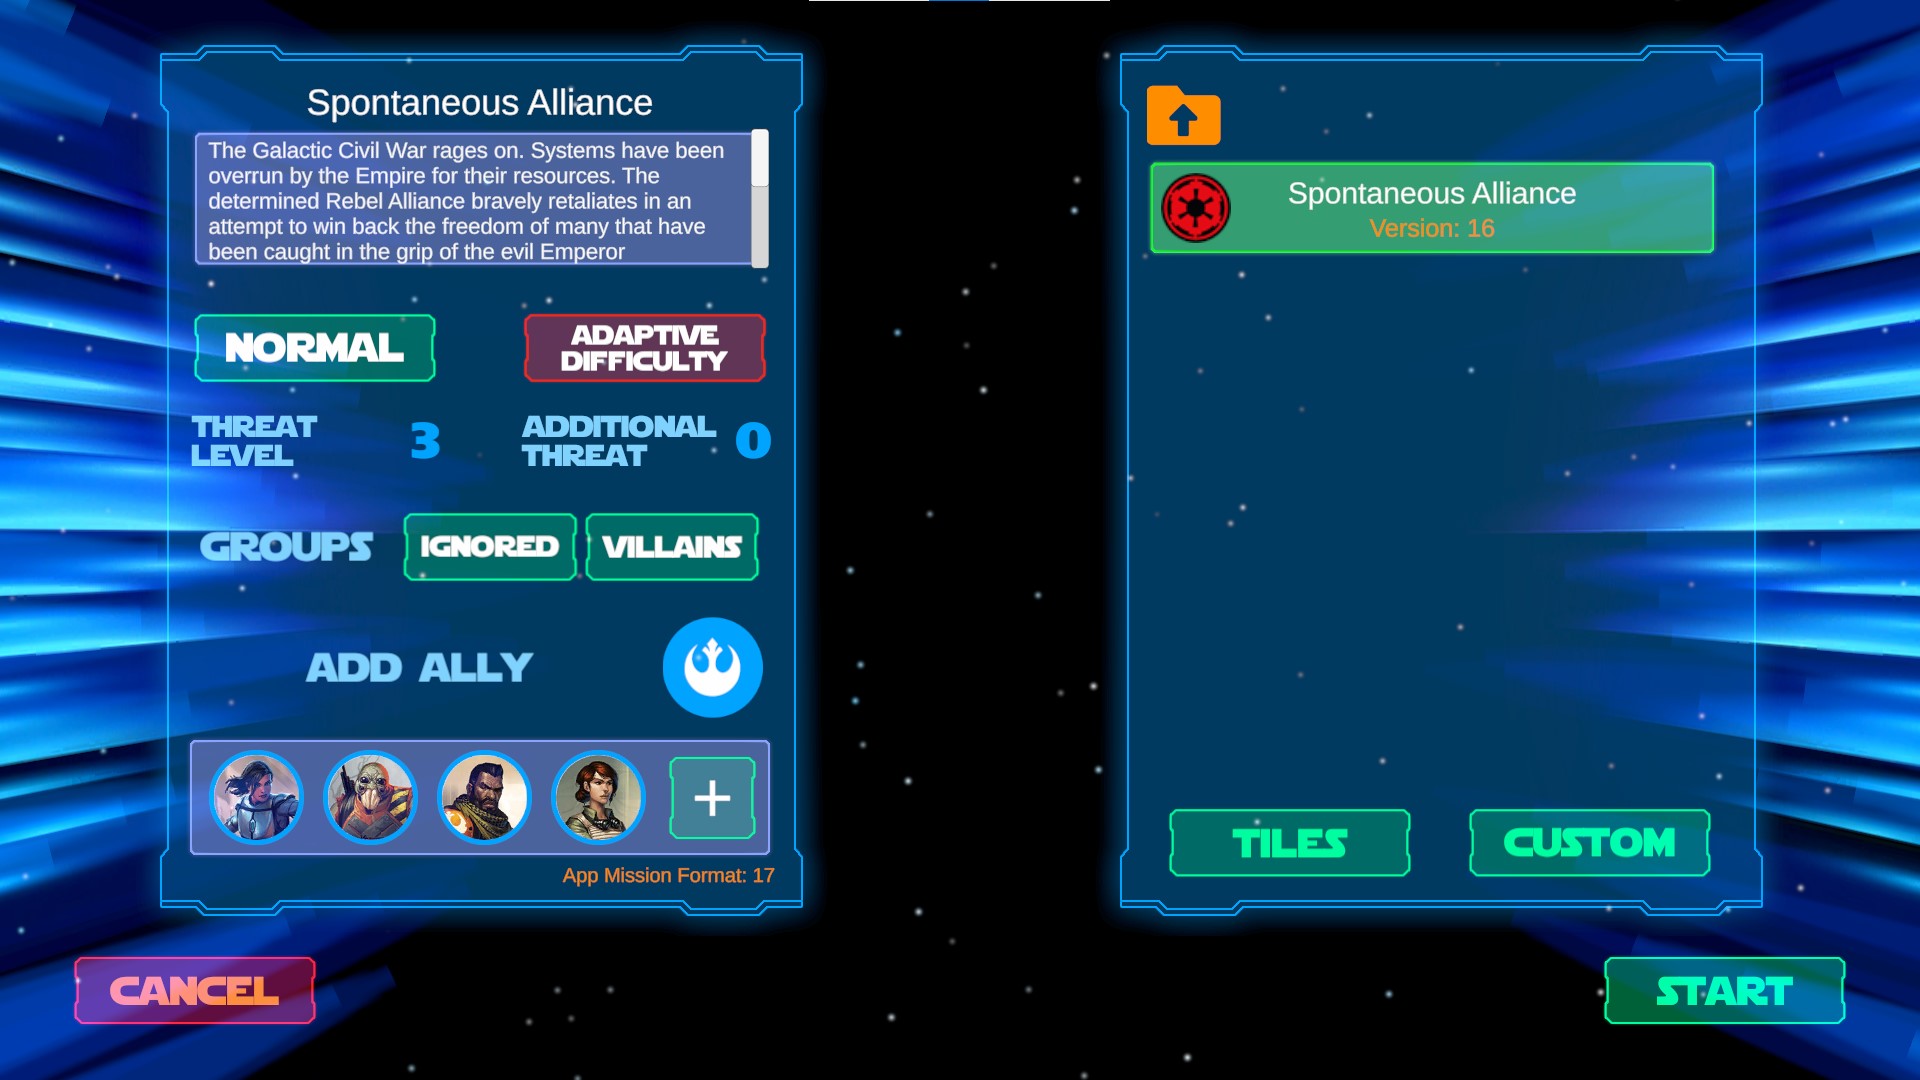 Spontaneous Alliance
The Galactic Civil War rages on. Systems have been
overrun by the Empire for their resources. The
determined Rebel Alliance bravely retaliates in an
attempt to win back the freedom of many that have
been caught in the grip of the evil Emperor
NORMAL
ADAPTIVE
DIFFICULTY
THREAT
LEVEL
3
ADDITIONAL
THREAT
0
GROUPS
IGNORED
VILLAINS
ADD ALLY
App Mission Format: 17
CANCEL
Spontaneous Alliance
Version: 16
TILES
CUSTOM
START